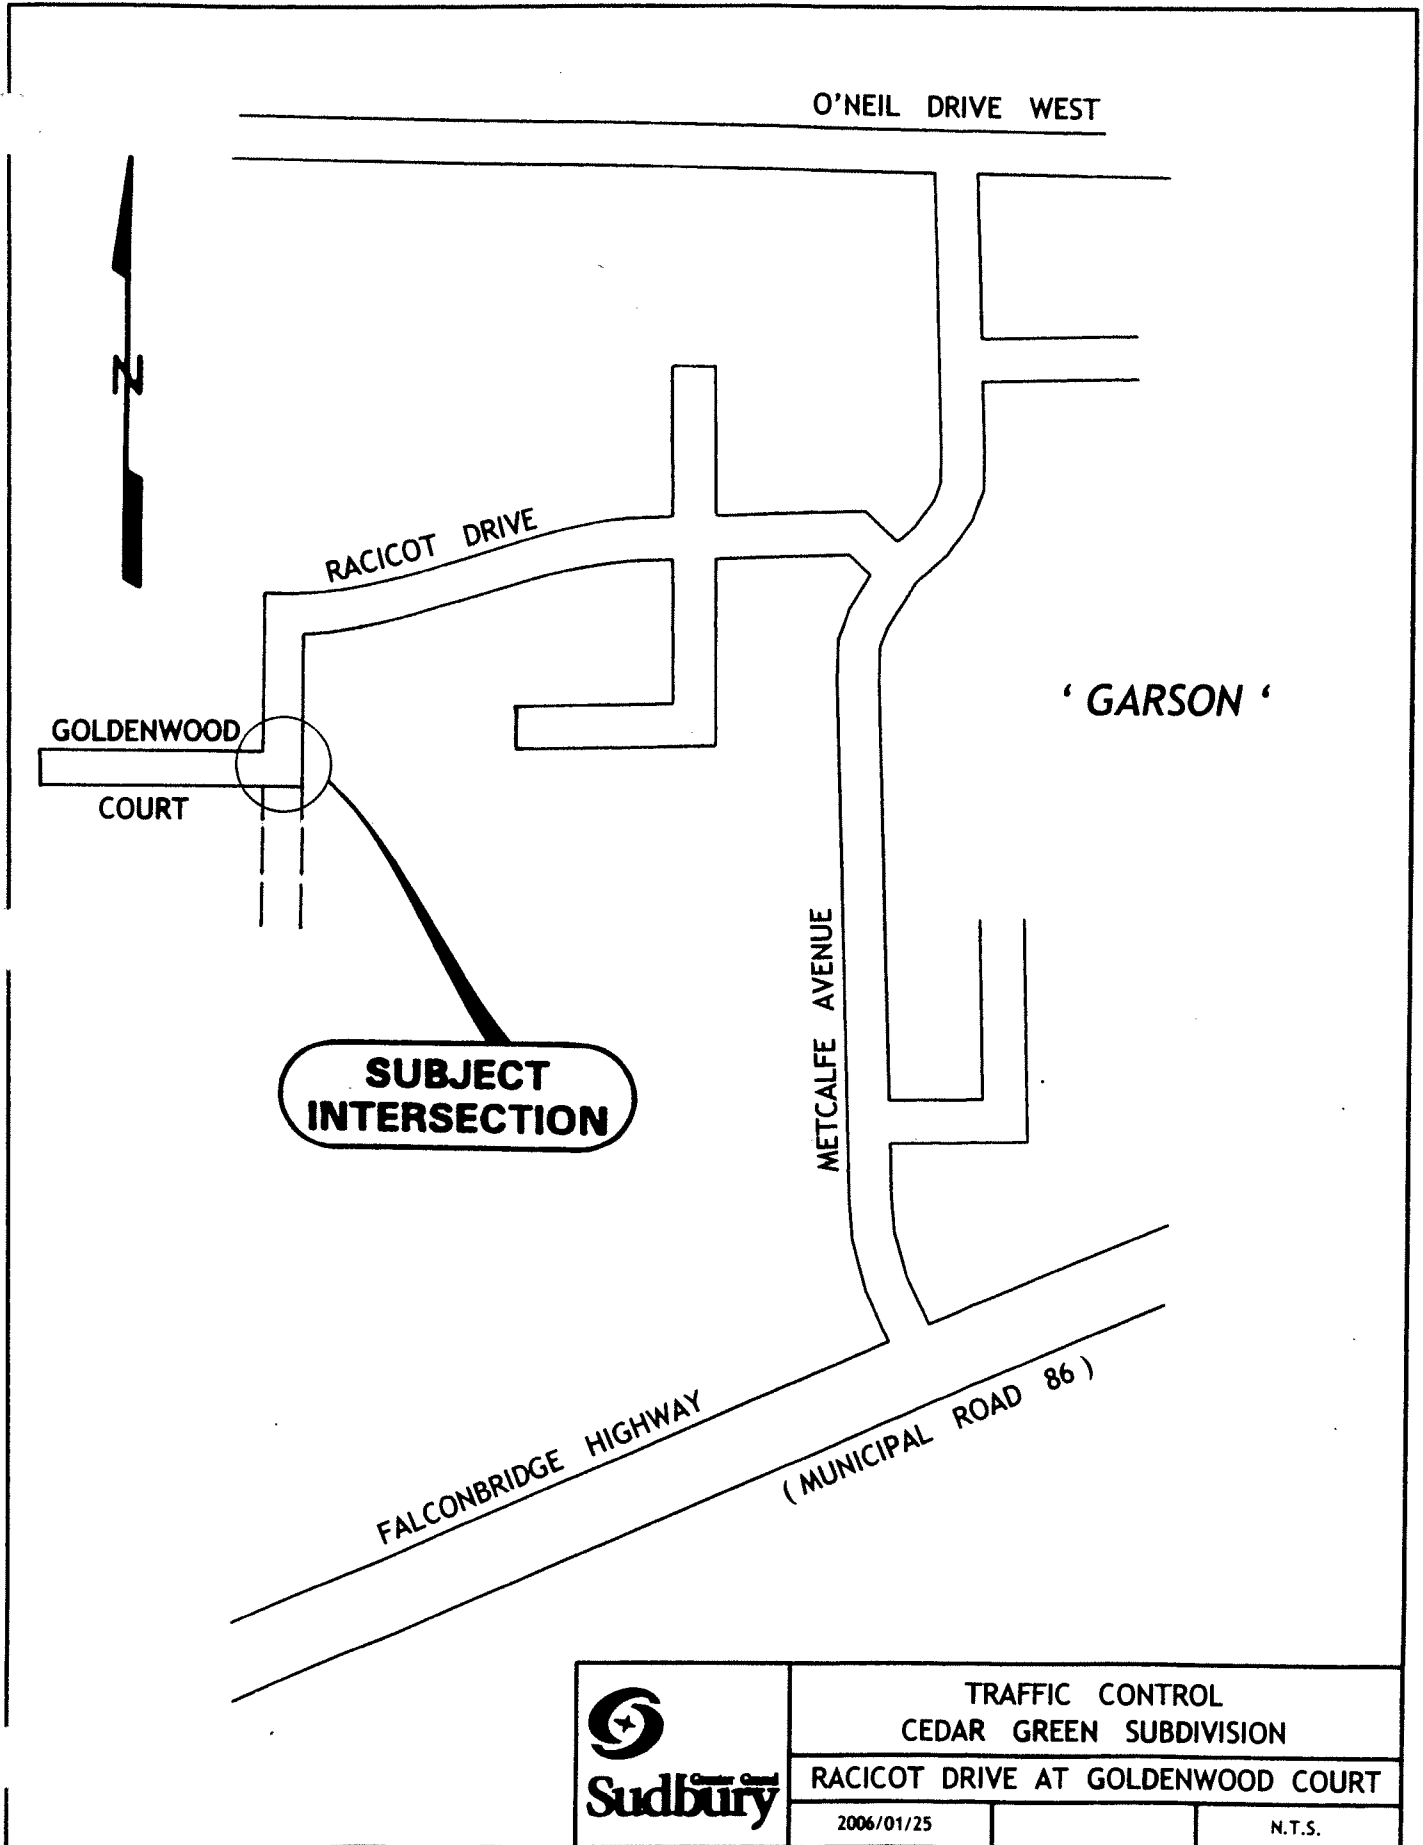 O'NEIL DRIVE WEST
N
RACICOT DRIVE
' GARSON '
GOLDENWOOD
COURT
METCALFE AVENUE
SUBJECT
INTERSECTION
FALCONBRIDGE HIGHWAY
( MUNICIPAL ROAD 86 )
TRAFFIC CONTROL
CEDAR GREEN SUBDIVISION
Sudbury
RACICOT DRIVE AT GOLDENWOOD COURT
2006/01/25
N.T.S.